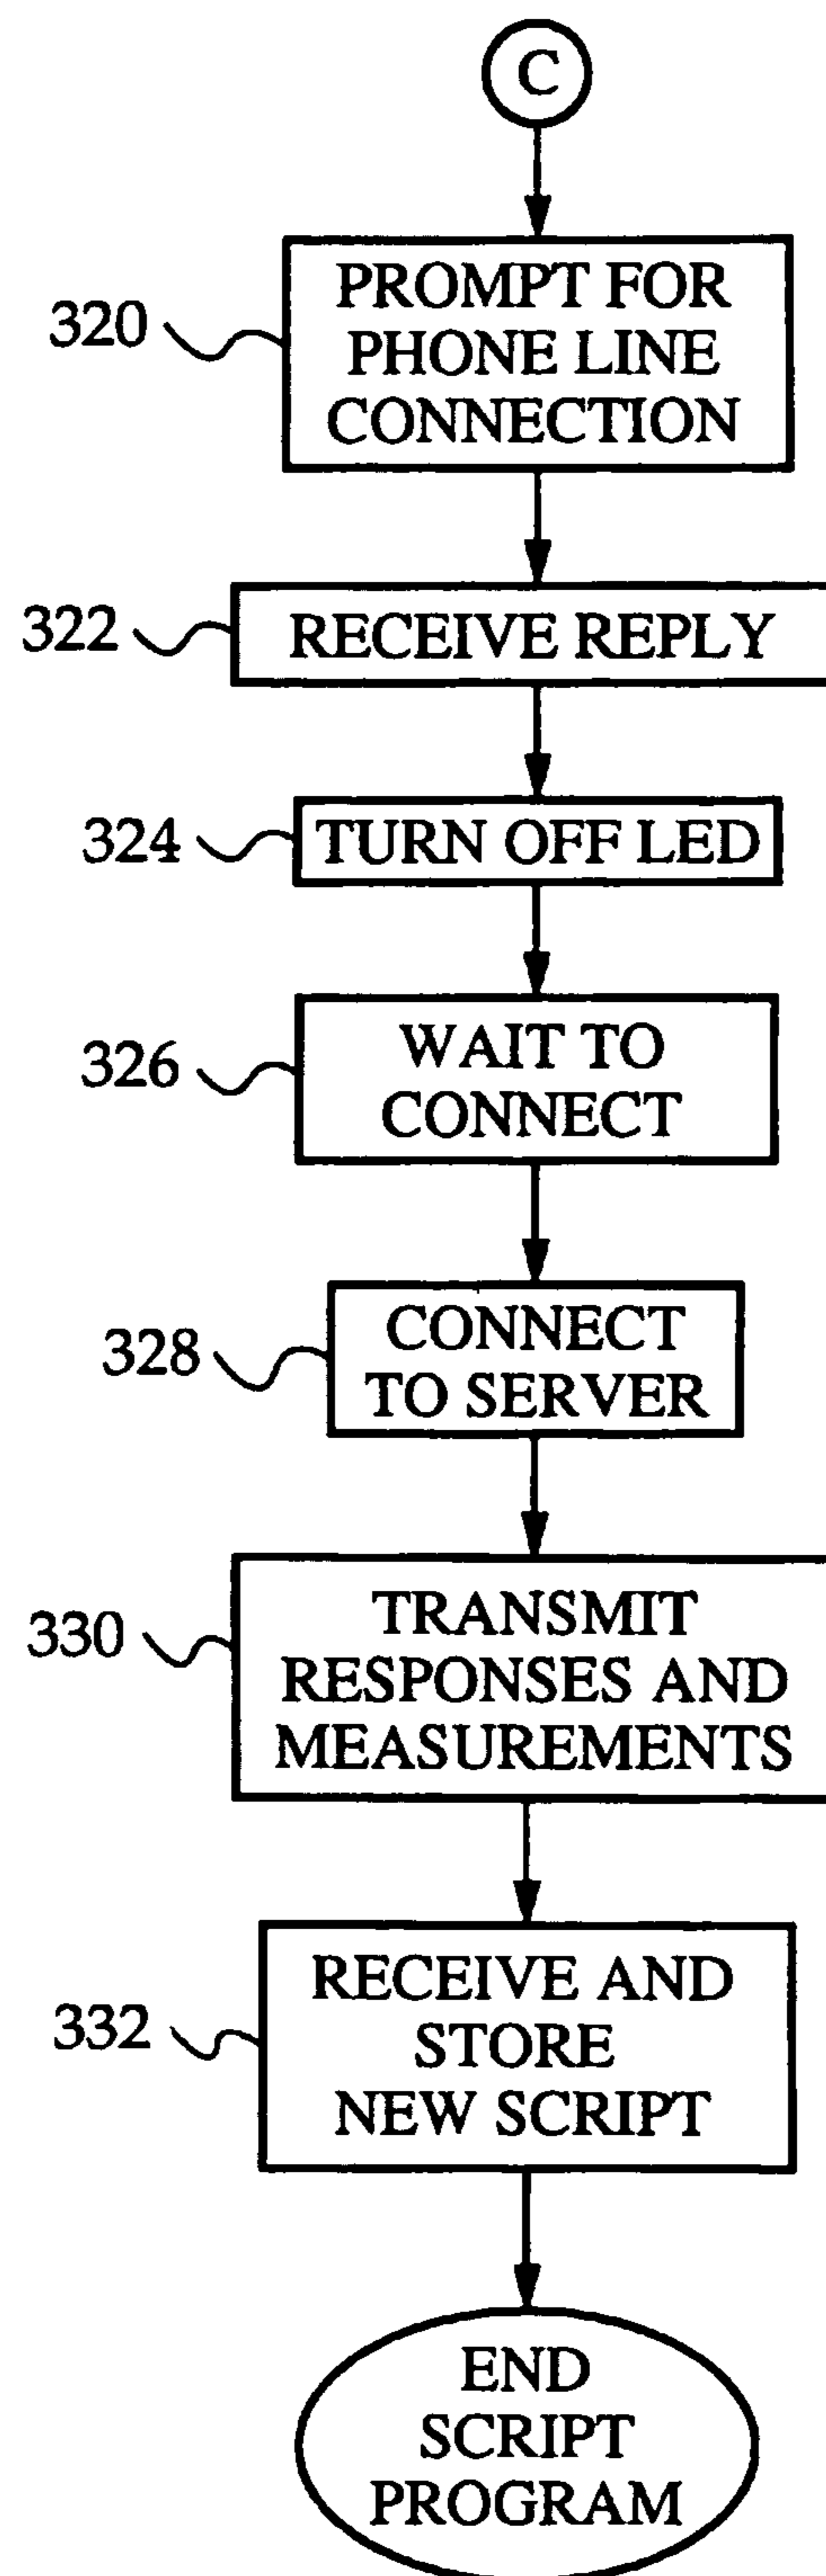 C
320
PROMPT FOR
PHONE LINE
CONNECTION
322
RECEIVE REPLY
324
TURN OFF LED
326
WAIT TO
CONNECT
328
CONNECT
TO SERVER
330
TRANSMIT
RESPONSES AND
MEASUREMENTS
332
RECEIVE AND
STORE
NEW SCRIPT
END
SCRIPT
PROGRAM